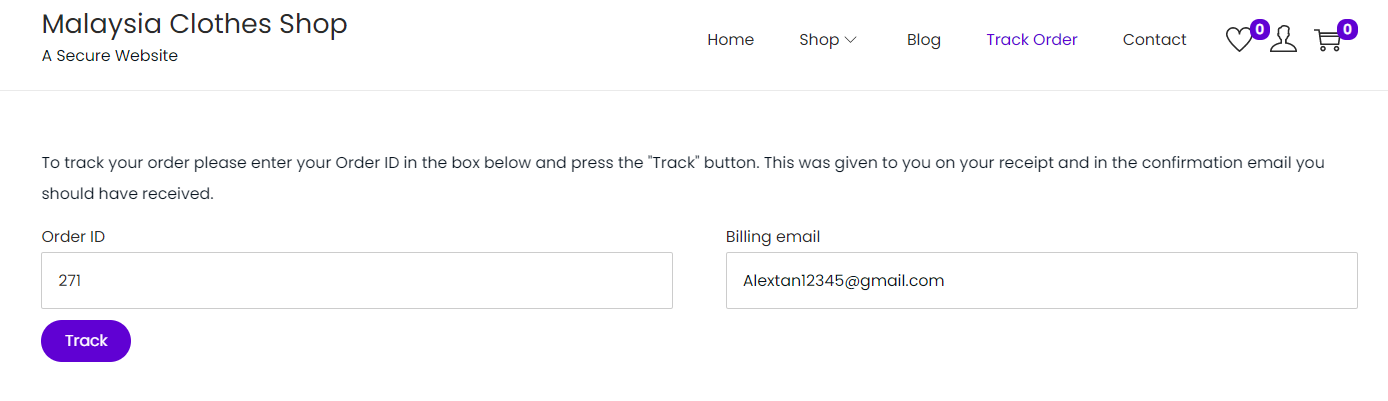 Malaysia Clothes Shop
A Secure Website
Home
Shop
Blog
Track Order
Contact
0
0
To track your order please enter your Order ID in the box below and press the "Track" button. This was given to you on your receipt and in the confirmation email you
should have received.
Order ID
Billing email
271
Alextan12345@gmail.com
Track